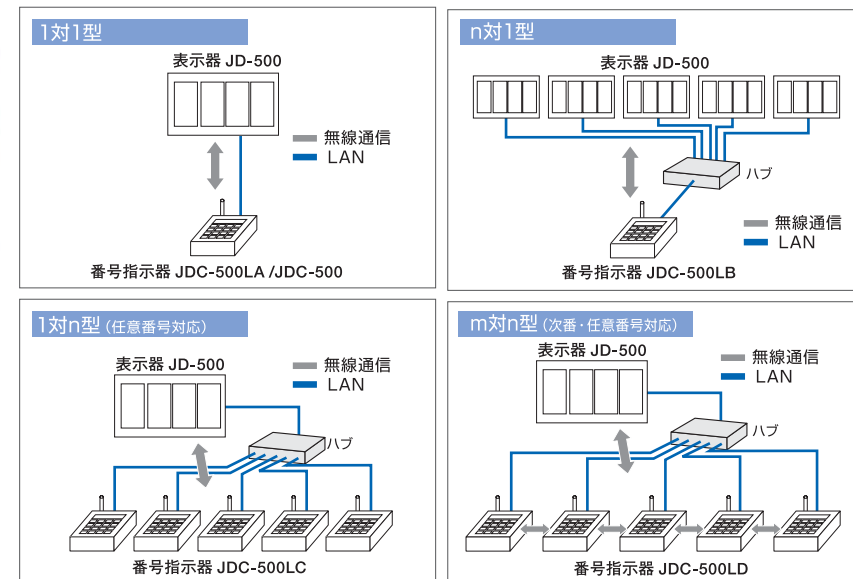 1対1型
表示器 JD-500
無線通信
LAN
番号指示器 JDC-500LA /JDC-500
n対1型
表示器 JD-500
ハブ
無線通信
LAN
番号指示器 JDC-500LB
1対n型 (任意番号対応)
表示器 JD-500
無線通信
LAN
ハブ
番号指示器 JDC-500LC
m対n型 (次番・任意番号対応)
表示器 JD-500
無線通信
LAN
ハブ
番号指示器 JDC-500LD